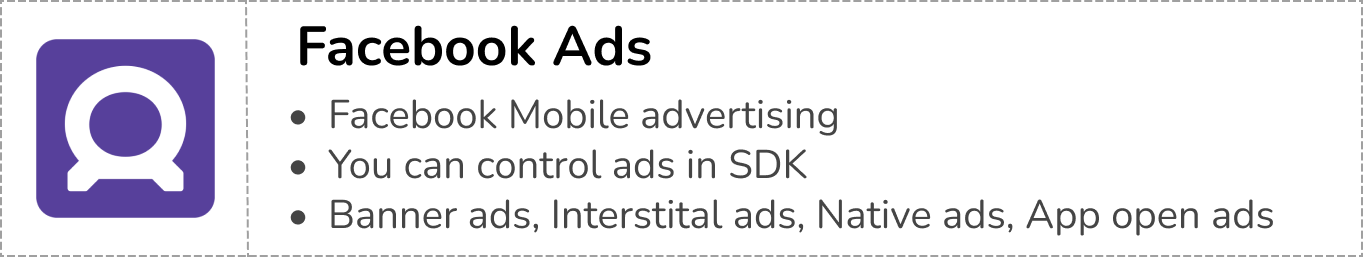 Facebook Ads
• Facebook Mobile advertising
• You can control ads in SDK
• Banner ads, Interstital ads, Native ads, App open ads